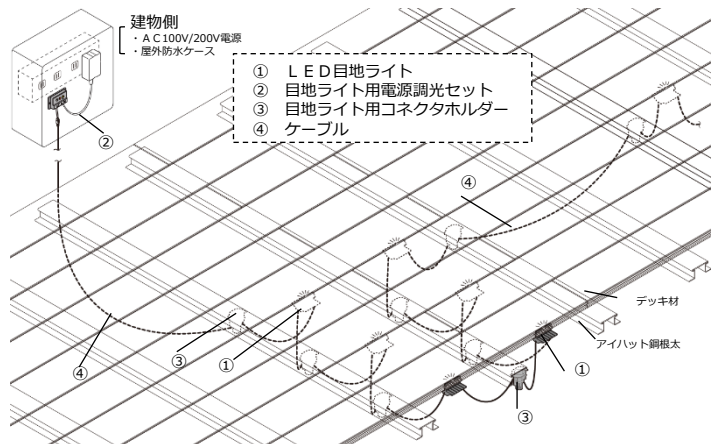 建物側
・ＡＣ100V/200V電源
・屋外防水ケース
① ＬＥＤ目地ライト
② 目地ライト用電源調光セット
③ 目地ライト用コネクタホルダー
④ ケーブル
②
④
デッキ材
③
①
アイハット鋼根太
④
①
③